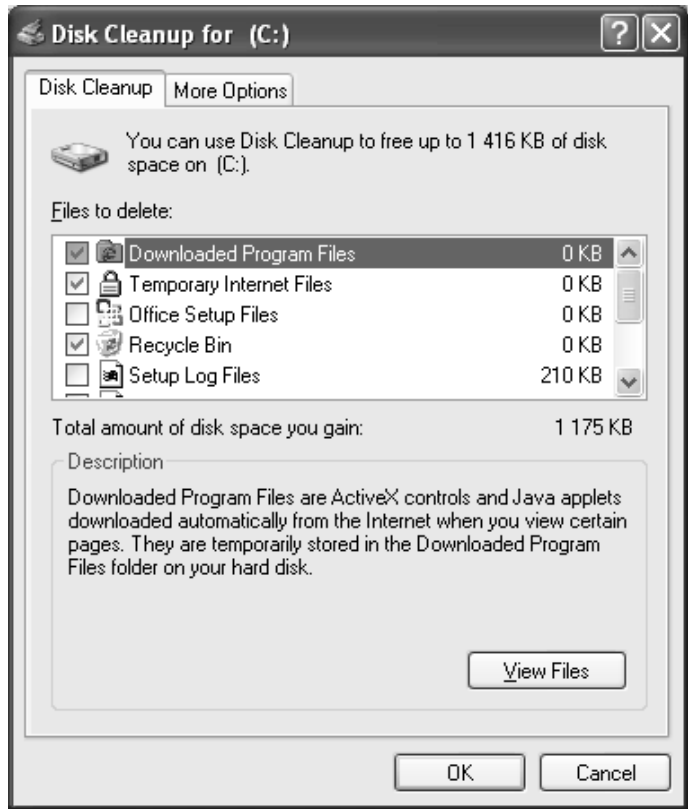 Disk Cleanup for (C:)
Disk Cleanup
More Options
You can use Disk Cleanup to free up to 1 416 KB of disk
space on (C:).
Files to delete:
Downloaded Program Files 0 KB
Temporary Internet Files 0 KB
Office Setup Files 0 KB
Recycle Bin 0 KB
Setup Log Files 210 KB
Total amount of disk space you gain: 1 175 KB
Description
Downloaded Program Files are ActiveX controls and Java applets
downloaded automatically from the Internet when you view certain
pages. They are temporarily stored in the Downloaded Program
Files folder on your hard disk.
View Files
OK Cancel